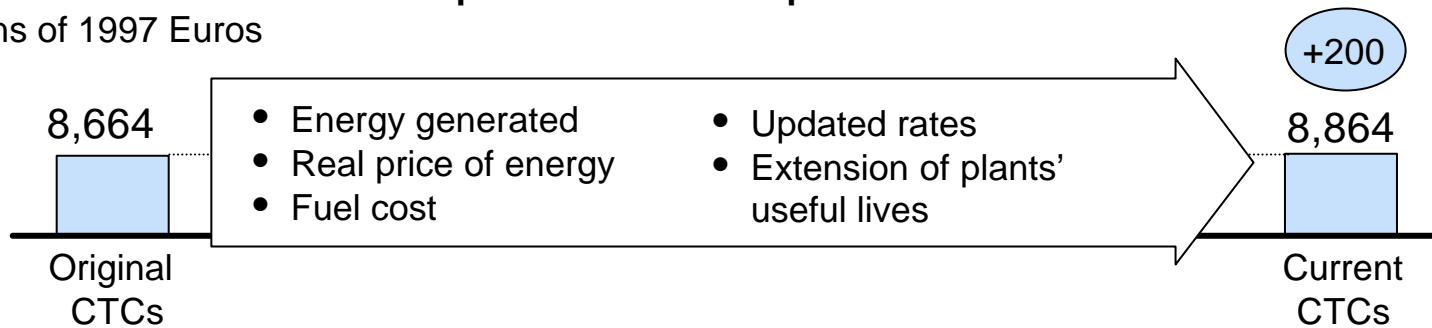 of 1997 Euros
+200
8,664
8,864
• Energy generated
• Real price of energy
• Fuel cost
• Updated rates
• Extension of plants’
useful lives
Original
CTCs
Current
CTCs